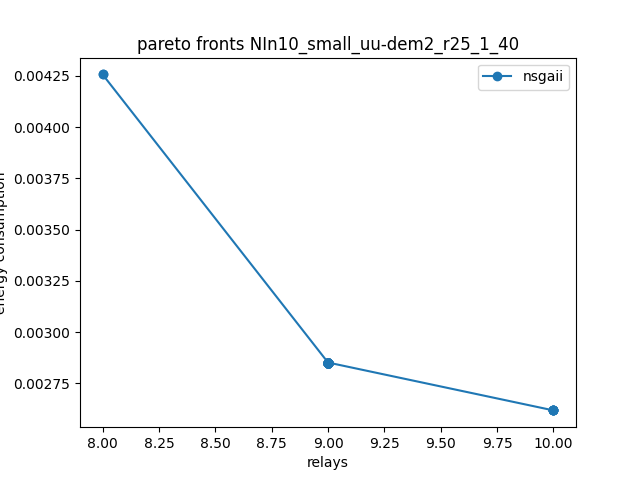 pareto fronts NIn10_small_uu-dem2_r25_1_40
nsgaii
0.00425
0.00400
0.00375
0.00350
0.00325
0.00300
0.00275
energy consumption
8.00 8.25 8.50 8.75 9.00 9.25 9.50 9.75 10.00
relays